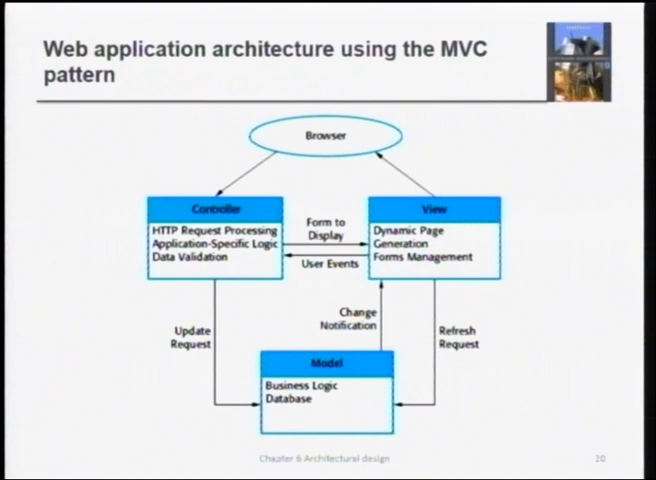 Web application architecture using the MVC
pattern
Browser
Controller
HTTP Request Processing
Application-Specific Logic
Data Validation
Form to
Display
User Events
View
Dynamic Page
Generation
Forms Management
Update
Request
Change
Notification
Refresh
Request
Model
Business Logic
Database
Chapter 6 Architectural design
20